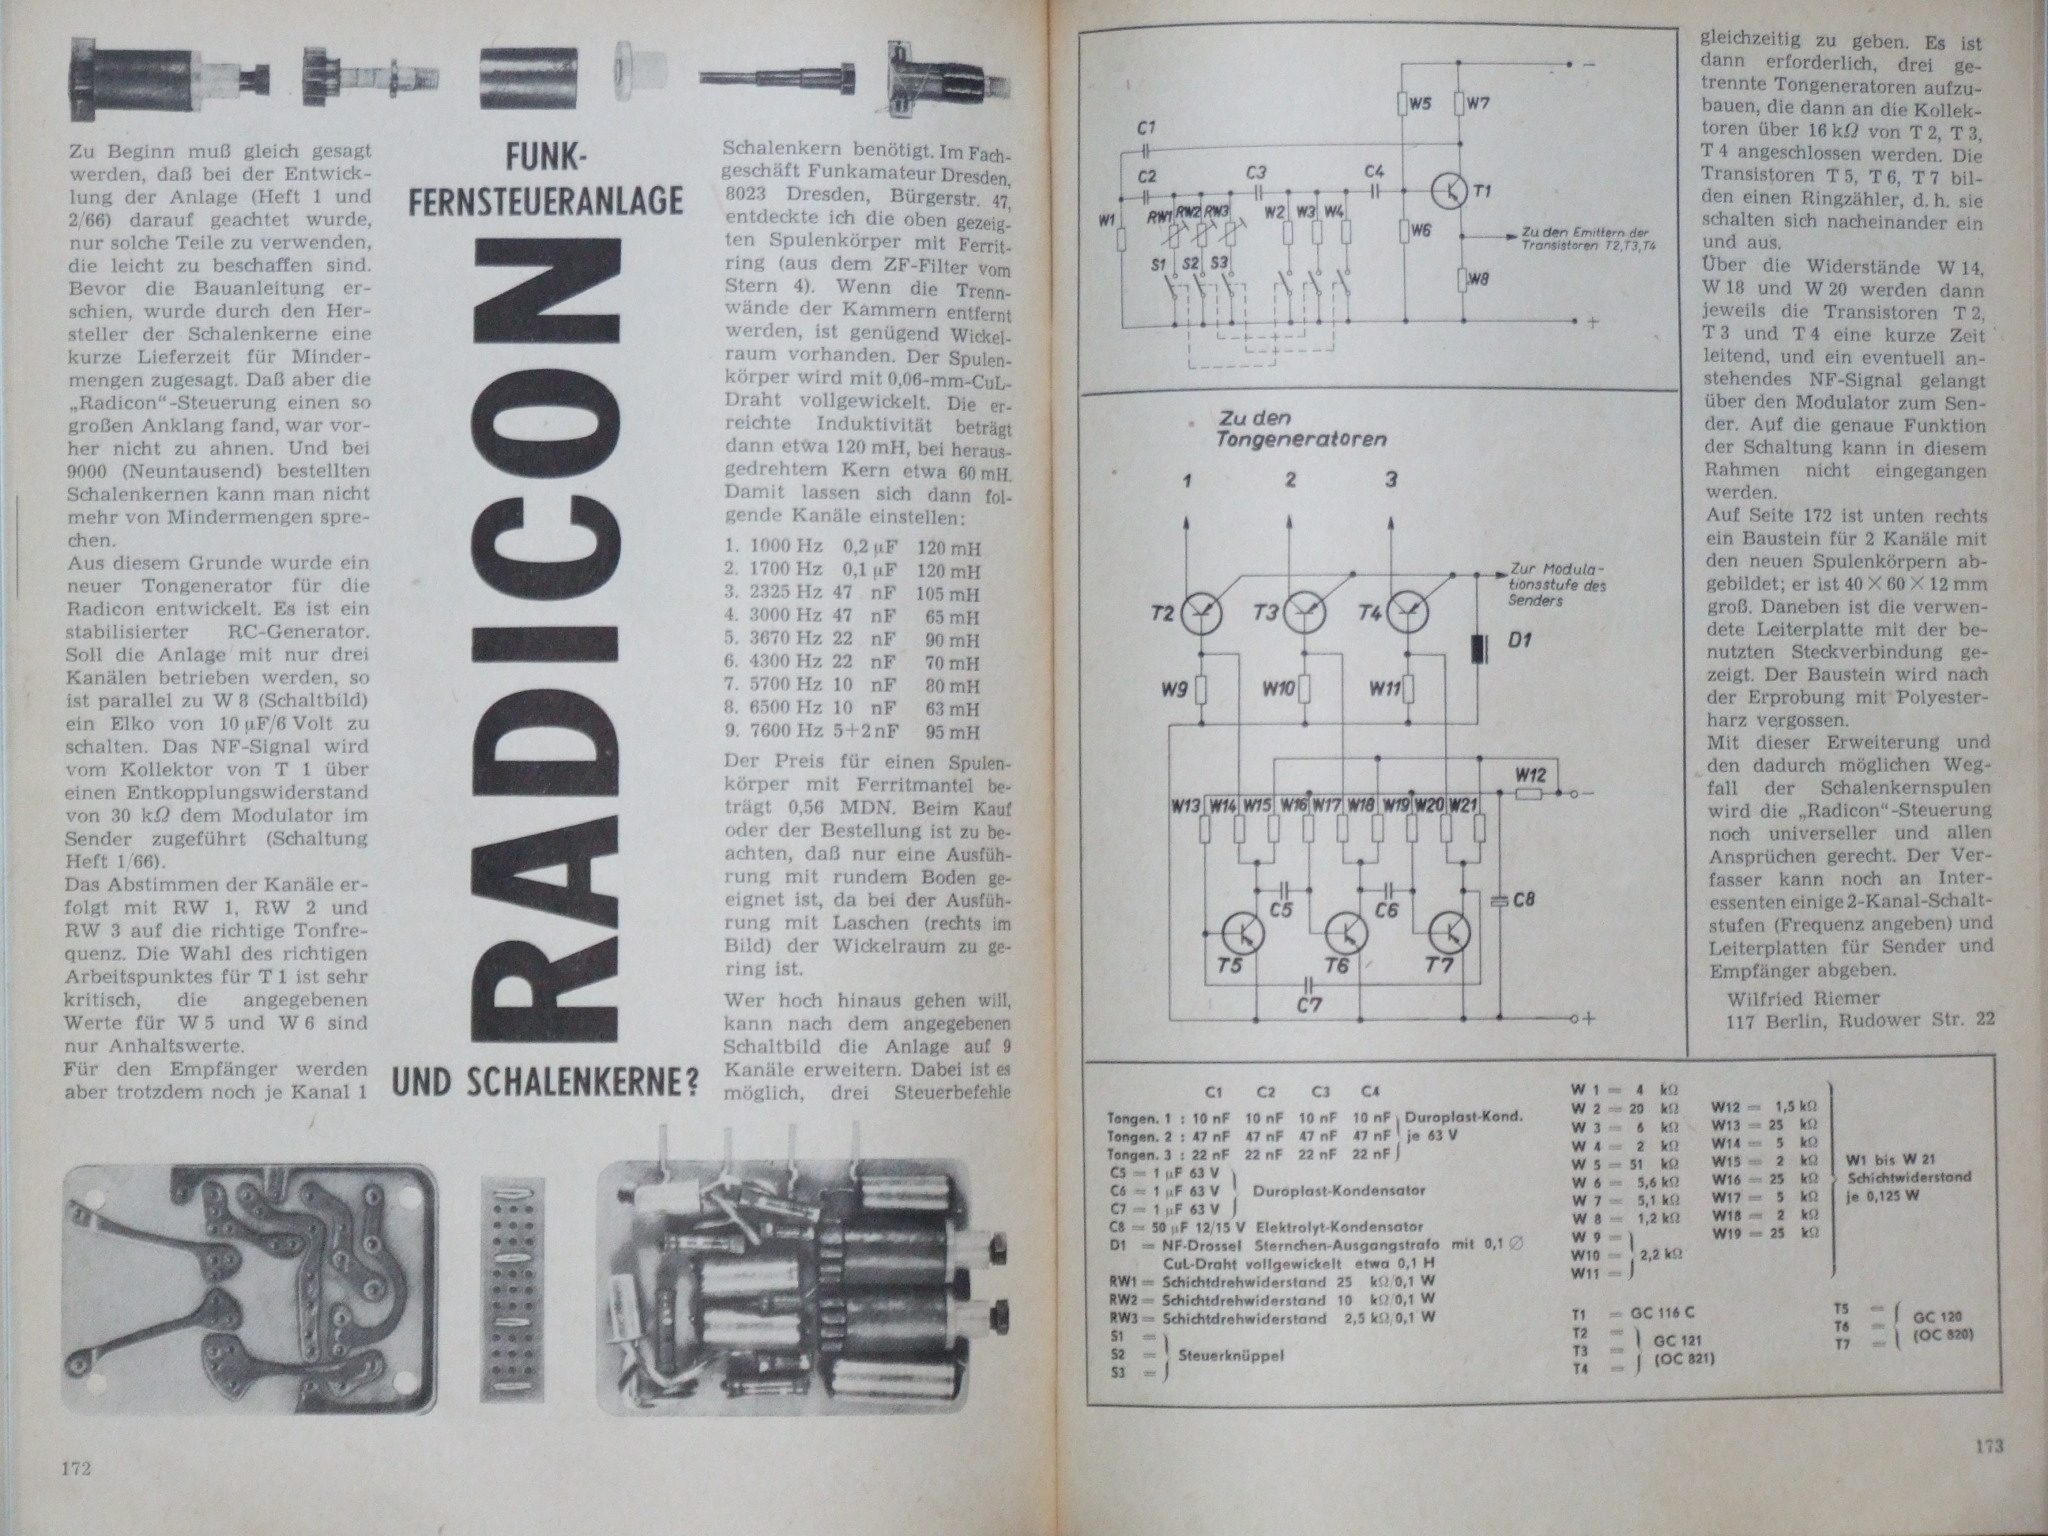 Zu Beginn muß gleich gesagt
werden, daß bei der Entwick-
lung der Anlage (Heft 1 und
2/66) darauf geachtet wurde,
nur solche Teile zu verwenden,
die leicht zu beschaffen sind.
Bevor die Bauanleitung er-
schien, wurde durch den Her-
steller der Schalenkerne eine
kurze Lieferzeit für Minder-
mengen zugesagt. Daß aber die
„Radicon“-Steuerung einen so
großen Anklang fand, war vor-
her nicht zu ahnen. Und bei
9000 (Neuntausend) bestellten
Schalenkernen kann man nicht
mehr von Mindermengen spre-
chen.
Aus diesem Grunde wurde ein
neuer Tongenerator für die
Radicon entwickelt. Es ist ein
stabilisierter RC-Generator.
Soll die Anlage mit nur drei
Kanälen betrieben werden, so
ist parallel zu W 8 (Schaltbild)
ein Elko von 10 µF/6 Volt zu
schalten. Das NF-Signal wird
vom Kollektor von T 1 über
einen Entkopplungswiderstand
von 30 kΩ dem Modulator im
Sender zugeführt (Schaltung
Heft 1/66).
Das Abstimmen der Kanäle er-
folgt mit RW 1, RW 2 und
RW 3 auf die richtige Tonfre-
quenz. Die Wahl des richtigen
Arbeitspunktes für T 1 ist sehr
kritisch, die angegebenen
Werte für W 5 und W 6 sind
nur Anhaltswerte.
Für den Empfänger werden
aber trotzdem noch je Kanal 1
FUNK-
FERNSTEUERANLAGE
RADICON
UND SCHALENKERNE?
Schalenkern benötigt. Im Fach-
geschäft Funkamateur Dresden,
8023 Dresden, Bürgerstr. 47,
entdeckte ich die oben gezeig-
ten Spulenkörper mit Ferrit-
ring (aus dem ZF-Filter vom
Stern 4). Wenn die Trenn-
wände der Kammern entfernt
werden, ist genügend Wickel-
raum vorhanden. Der Spulen-
körper wird mit 0,06-mm-CuL-
Draht vollgewickelt. Die er-
reichte Induktivität beträgt
dann etwa 120 mH, bei heraus-
gedrehtem Kern etwa 60 mH.
Damit lassen sich dann fol-
gende Kanäle einstellen:
1. 1000 Hz 0,2 µF 120 mH
2. 1700 Hz 0,1 µF 120 mH
3. 2325 Hz 47 nF 105 mH
4. 3000 Hz 47 nF 65 mH
5. 3670 Hz 22 nF 90 mH
6. 4300 Hz 22 nF 70 mH
7. 5700 Hz 10 nF 80 mH
8. 6500 Hz 10 nF 63 mH
9. 7600 Hz 5+2 nF 95 mH
Der Preis für einen Spulen-
körper mit Ferritmantel be-
trägt 0,56 MDN. Beim Kauf
oder der Bestellung ist zu be-
achten, daß nur eine Ausfüh-
rung mit rundem Boden ge-
eignet ist, da bei der Ausfüh-
rung mit Laschen (rechts im
Bild) der Wickelraum zu ge-
ring ist.
Wer hoch hinaus gehen will,
kann nach dem angegebenen
Schaltbild die Anlage auf 9
Kanäle erweitern. Dabei ist es
möglich, drei Steuerbefehle
172
C1
C2 C3 C4
W5 W7
T1
W1 RW1 RW2 RW3 W2 W3 W4 W6
Zu den Emittern der
Transistoren T2,T3,T4
S1 S2 S3
W8
−
+
Zu den
Tongeneratoren
1 2 3
Zur Modula-
tionsstufe des
Senders
T2 T3 T4
D1
W9 W10 W11
W12
−
W13 W14 W15 W16 W17 W18 W19 W20 W21
C5 C6 C8
T5 T6 T7
C7
+
gleichzeitig zu geben. Es ist
dann erforderlich, drei ge-
trennte Tongeneratoren aufzu-
bauen, die dann an die Kollek-
toren über 16 kΩ von T 2, T 3,
T 4 angeschlossen werden. Die
Transistoren T 5, T 6, T 7 bil-
den einen Ringzähler, d. h. sie
schalten sich nacheinander ein
und aus.
Über die Widerstände W 14,
W 18 und W 20 werden dann
jeweils die Transistoren T 2,
T 3 und T 4 eine kurze Zeit
leitend, und ein eventuell an-
stehendes NF-Signal gelangt
über den Modulator zum Sen-
der. Auf die genaue Funktion
der Schaltung kann in diesem
Rahmen nicht eingegangen
werden.
Auf Seite 172 ist unten rechts
ein Baustein für 2 Kanäle mit
den neuen Spulenkörpern ab-
gebildet; er ist 40 × 60 × 12 mm
groß. Daneben ist die verwen-
dete Leiterplatte mit der be-
nutzten Steckverbindung ge-
zeigt. Der Baustein wird nach
der Erprobung mit Polyester-
harz vergossen.
Mit dieser Erweiterung und
den dadurch möglichen Weg-
fall der Schalenkernspulen
wird die „Radicon“-Steuerung
noch universeller und allen
Ansprüchen gerecht. Der Ver-
fasser kann noch an Inter-
essenten einige 2-Kanal-Schalt-
stufen (Frequenz angeben) und
Leiterplatten für Sender und
Empfänger abgeben.
Wilfried Riemer
117 Berlin, Rudower Str. 22
C1 C2 C3 C4
Tongen. 1 : 10 nF 10 nF 10 nF 10 nF Duroplast-Kond.
Tongen. 2 : 47 nF 47 nF 47 nF 47 nF je 63 V
Tongen. 3 : 22 nF 22 nF 22 nF 22 nF
C5 = 1 µF 63 V
C6 = 1 µF 63 V Duroplast-Kondensator
C7 = 1 µF 63 V
C8 = 50 µF 12/15 V Elektrolyt-Kondensator
D1 = NF-Drossel Sternchen-Ausgangstrafo mit 0,1 ∅
CuL-Draht vollgewickelt etwa 0,1 H
RW1 = Schichtdrehwiderstand 25 kΩ/0,1 W
RW2 = Schichtdrehwiderstand 10 kΩ/0,1 W
RW3 = Schichtdrehwiderstand 2,5 kΩ/0,1 W
S1 =
S2 = Steuerknüppel
S3 =
W 1 = 4 kΩ
W 2 = 20 kΩ
W 3 = 6 kΩ
W 4 = 2 kΩ
W 5 = 51 kΩ
W 6 = 5,6 kΩ
W 7 = 5,1 kΩ
W 8 = 1,2 kΩ
W 9 =
W10 = 2,2 kΩ
W11 =
W12 = 1,5 kΩ
W13 = 25 kΩ
W14 = 5 kΩ
W15 = 2 kΩ
W16 = 25 kΩ
W17 = 5 kΩ
W18 = 2 kΩ
W19 = 25 kΩ
W1 bis W 21
Schichtwiderstand
je 0,125 W
T1 = GC 116 C
T2 =
T3 = GC 121
T4 = (OC 821)
T5 =
T6 = GC 120
T7 = (OC 820)
173